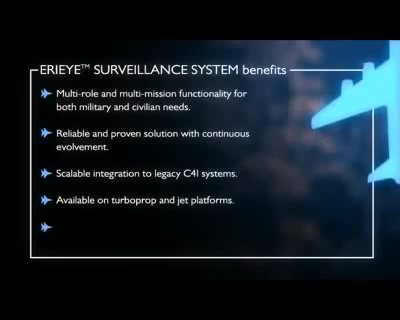 ERIEYE™ SURVEILLANCE SYSTEM benefits
Multi-role and multi-mission functionality for
both military and civilian needs.
Reliable and proven solution with continuous
evolvement.
Scalable integration to legacy C4I systems.
Available on turboprop and jet platforms.